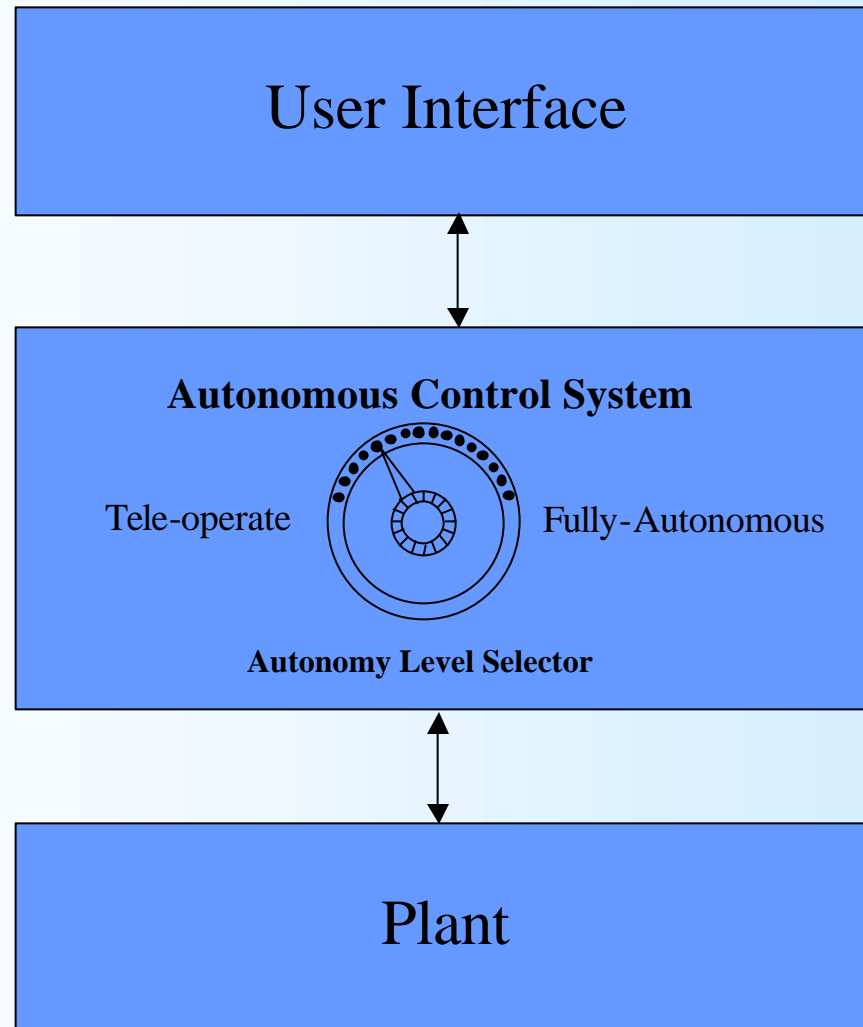 User Interface
Autonomous Control System
Tele-operate
Fully-Autonomous
Autonomy Level Selector
Plant